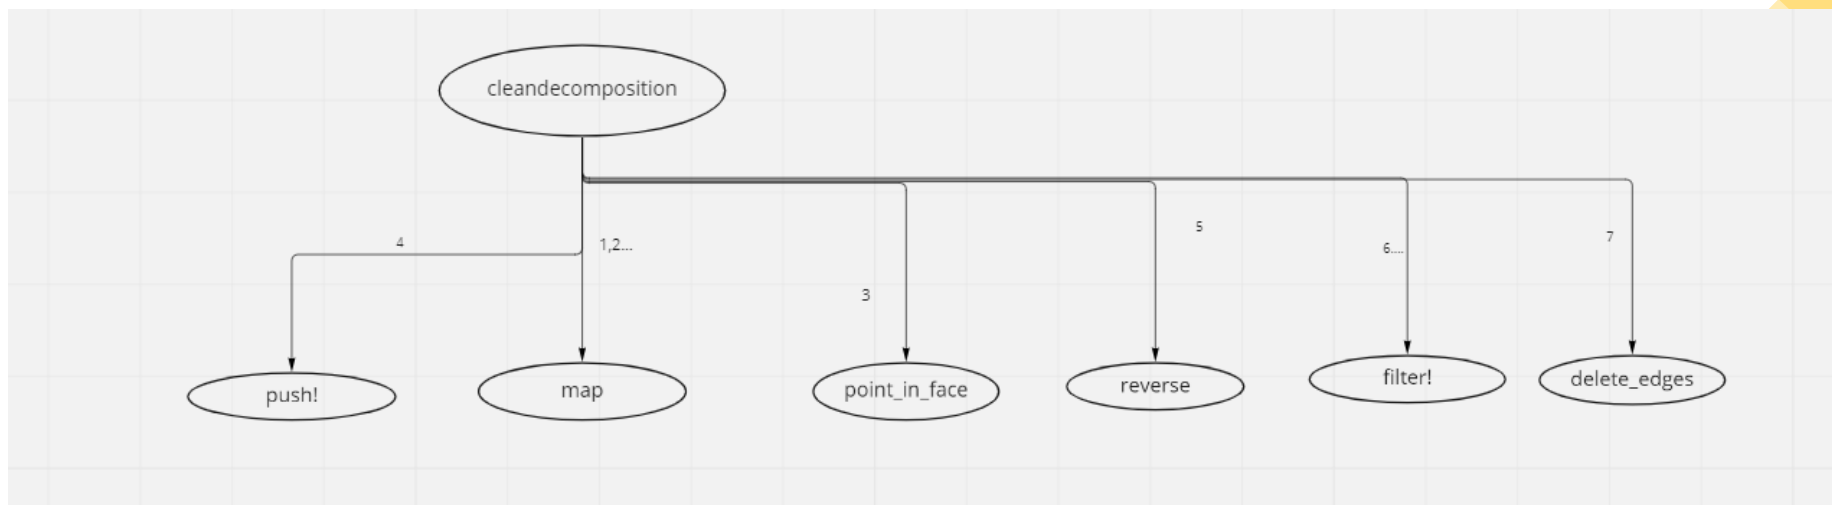 cleandecomposition
4
1,2...
3
5
6....
7
push!
map
point_in_face
reverse
filter!
delete_edges